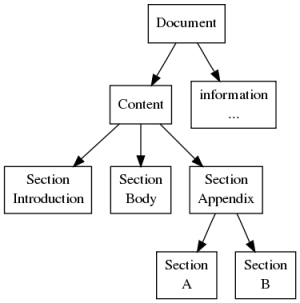 Document
Content
information
...
Section
Introduction
Section
Body
Section
Appendix
Section
A
Section
B